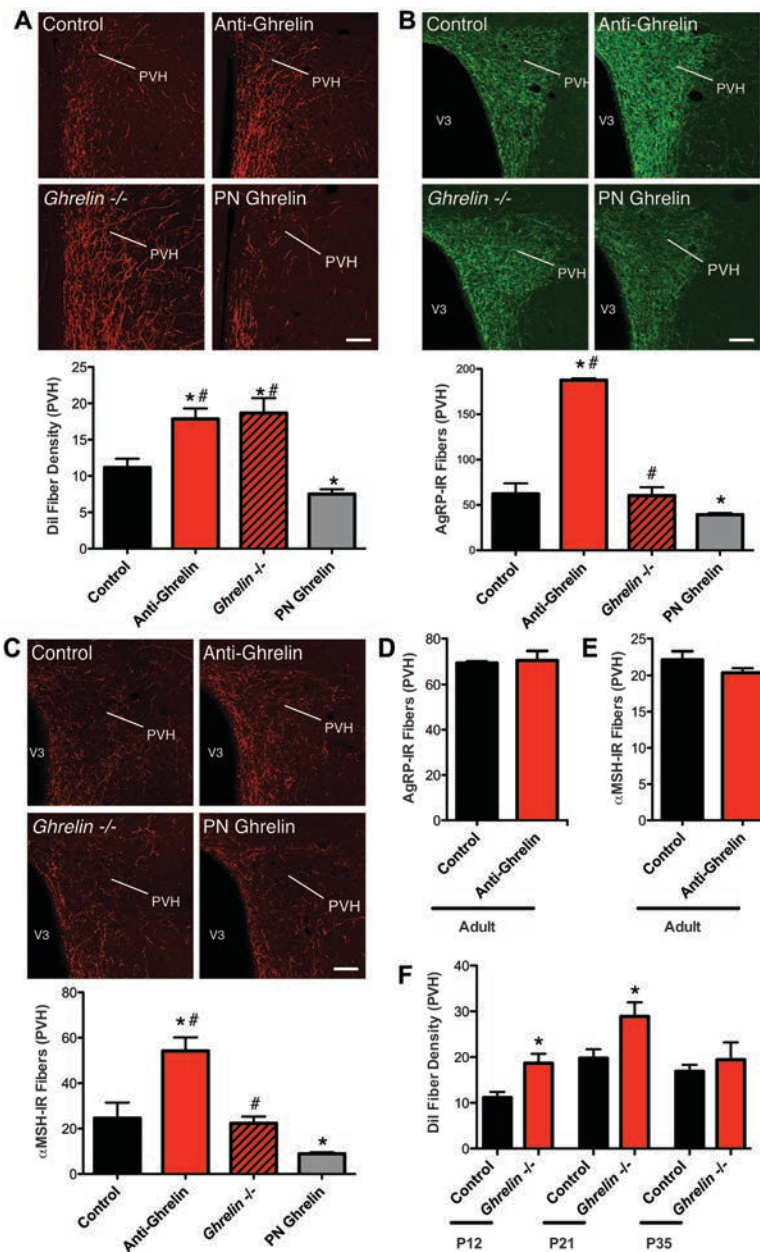 A
Control
PVH
Anti-Ghrelin
PVH
Ghrelin -/-
PVH
PN Ghrelin
PVH
DiI Fiber Density (PVH)
25
20
15
10
5
0
* #
* #
*
Control
Anti-Ghrelin
Ghrelin -/-
PN Ghrelin
B
Control
PVH
V3
Anti-Ghrelin
PVH
V3
Ghrelin -/-
PVH
V3
PN Ghrelin
PVH
V3
AgRP-IR Fibers (PVH)
200
150
100
50
0
* #
#
*
Control
Anti-Ghrelin
Ghrelin -/-
PN Ghrelin
C
Control
PVH
V3
Anti-Ghrelin
PVH
Ghrelin -/-
PVH
V3
PN Ghrelin
PVH
V3
αMSH-IR Fibers (PVH)
80
60
40
20
0
* #
#
*
Control
Anti-Ghrelin
Ghrelin -/-
PN Ghrelin
D
AgRP-IR Fibers (PVH)
80
60
40
20
0
Control
Anti-Ghrelin
Adult
E
αMSH-IR Fibers (PVH)
25
20
15
10
5
0
Control
Anti-Ghrelin
Adult
F
DiI Fiber Density (PVH)
40
30
20
10
0
*
*
Control
Ghrelin -/-
Control
Ghrelin -/-
Control
Ghrelin -/-
P12
P21
P35